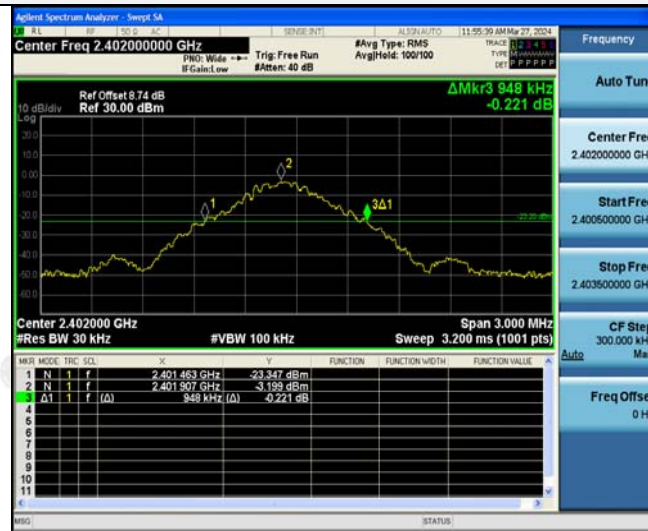 Agilent Spectrum Analyzer - Swept SA
RL RF 50 Ω AC SENSE:INT ALIGN AUTO 11:55:39 AM Mar 27, 2024
Center Freq 2.402000000 GHz
PNO: Wide
IFGain:Low
Trig: Free Run
#Atten: 40 dB
#Avg Type: RMS
Avg|Hold: 100/100
TRACE 1 2 3 4 5 6
TYPE
DET P P P P P P
Ref Offset 8.74 dB
Ref 30.00 dBm
ΔMkr3 948 kHz
-0.221 dB
10 dB/div
Log
20.0
10.0
0.00
-10.0
-20.0
-30.0
-40.0
-50.0
-60.0
1
2
3Δ1
Center 2.402000 GHz
#Res BW 30 kHz
#VBW 100 kHz
Span 3.000 MHz
Sweep 3.200 ms (1001 pts)
MKR MODE TRC SCL X Y FUNCTION FUNCTION WIDTH FUNCTION VALUE
1 N 1 f 2.401 463 GHz -23.347 dBm
2 N 1 f 2.401 907 GHz -3.199 dBm
3 Δ1 1 f (Δ) 948 kHz (Δ) -0.221 dB
4
5
6
7
8
9
10
11
MSG STATUS
Frequency
Auto Tun
Center Fre
2.402000000 GH
Start Fre
2.400500000 GH
Stop Fre
2.403500000 GH
CF Step
300.000 kH
Auto Ma
Freq Offse
0 H